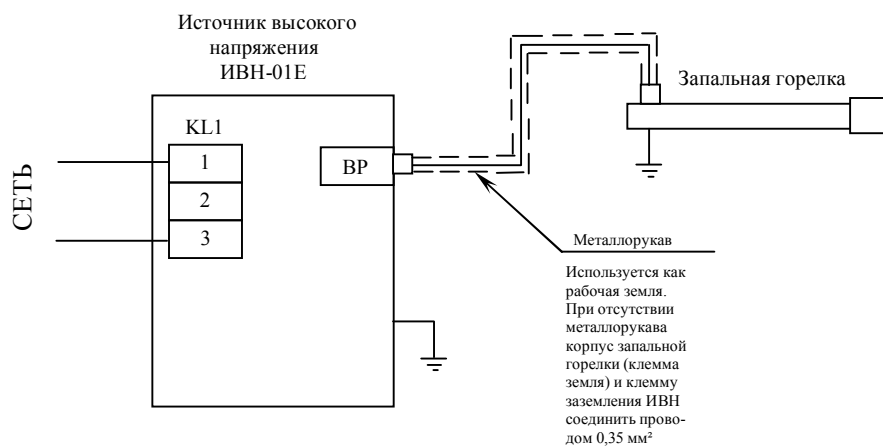 Источник высокого
напряжения
ИВН-01Е
Запальная горелка
KL1
СЕТЬ
1
2
3
ВР
Металлорукав
Используется как
рабочая земля.
При отсутствии
металлорукава
корпус запальной
горелки (клемма
земля) и клемму
заземления ИВН
соединить прово-
дом 0,35 мм²